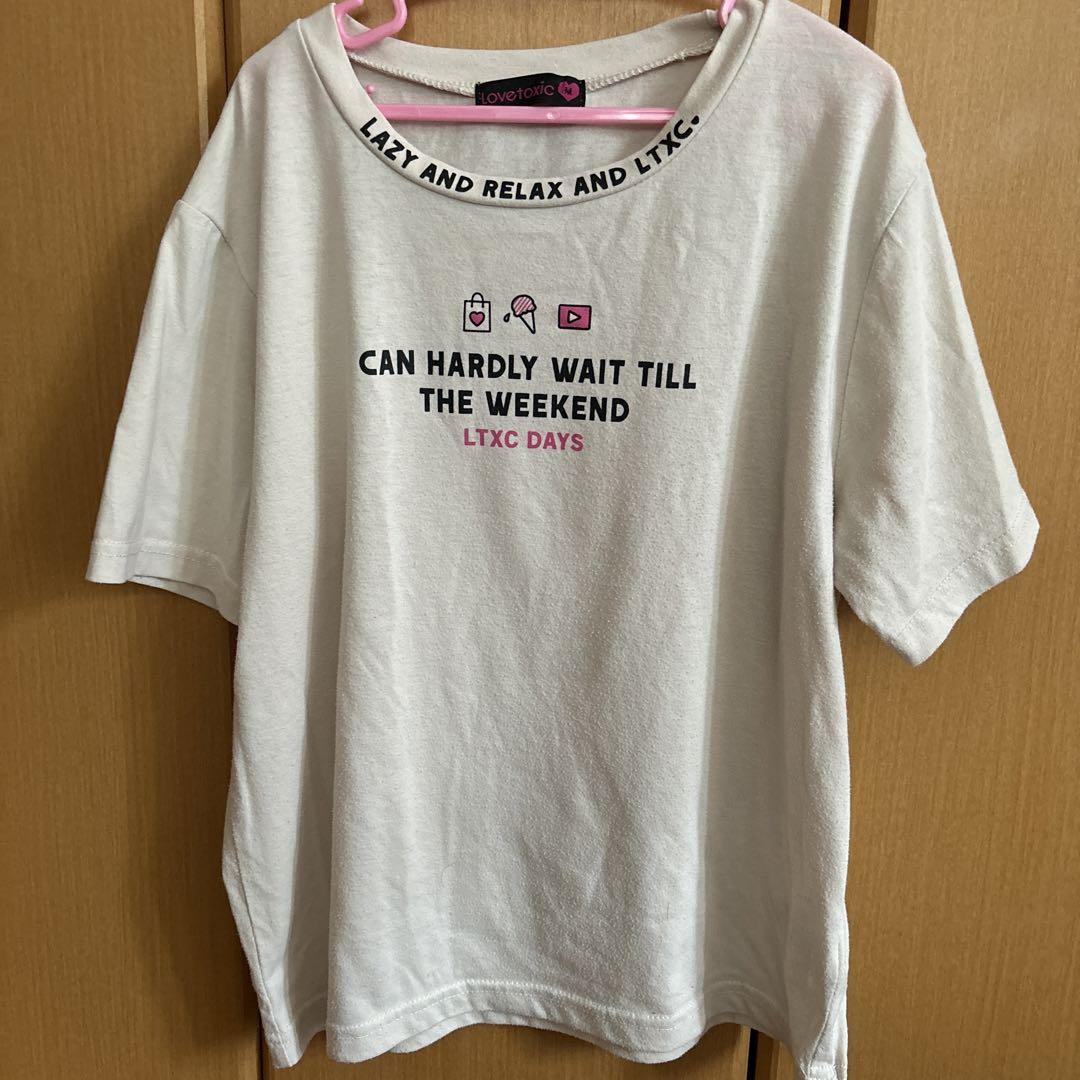 Lovetoxic M
LAZY AND RELAX AND LTXC.
CAN HARDLY WAIT TILL
THE WEEKEND
LTXC DAYS